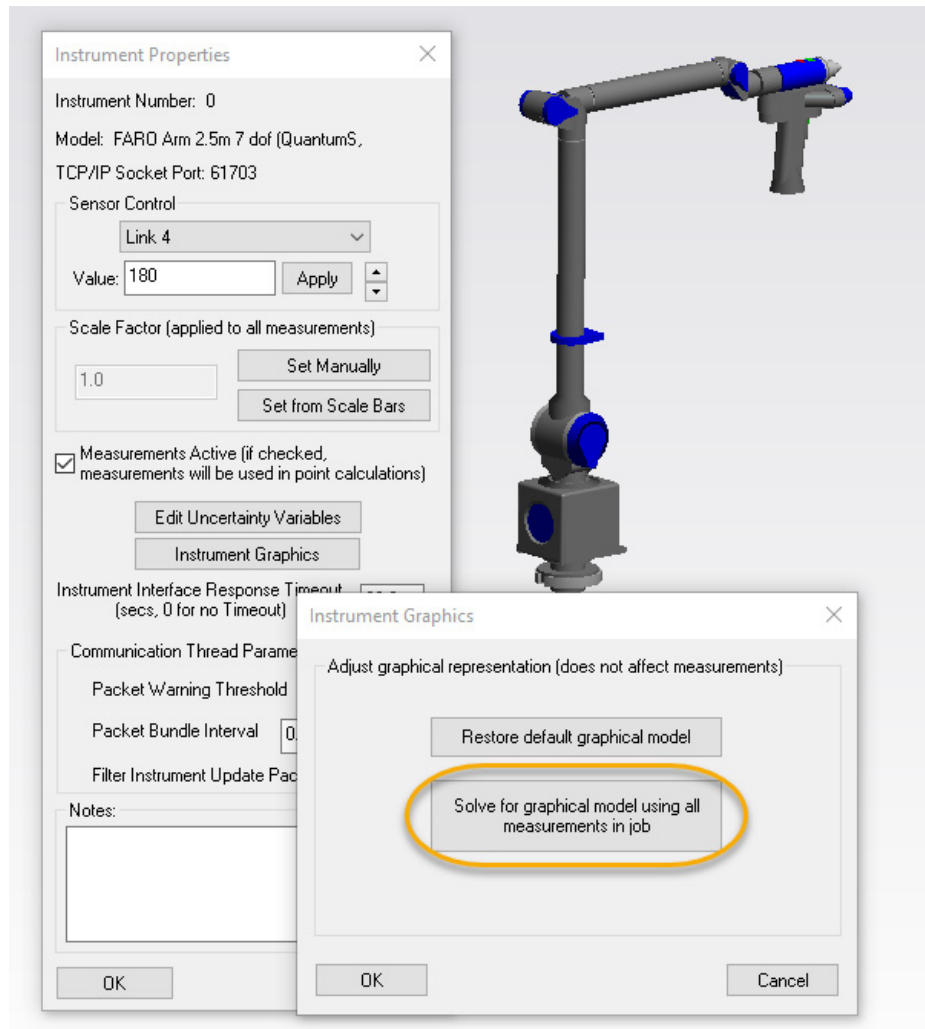 Instrument Properties
Instrument Number: 0
Model: FARO Arm 2.5m 7 dof (QuantumS,
TCP/IP Socket Port: 61703
Sensor Control
Link 4
Value: 180 Apply
Scale Factor (applied to all measurements)
1.0
Set Manually
Set from Scale Bars
Measurements Active (if checked,
measurements will be used in point calculations)
Edit Uncertainty Variables
Instrument Graphics
Instrument Interface Response Timeout
(secs, 0 for no Timeout)
Communication Thread Parame
Packet Warning Threshold
Packet Bundle Interval 0.
Filter Instrument Update Pac
Notes:
OK
Instrument Graphics
Adjust graphical representation (does not affect measurements)
Restore default graphical model
Solve for graphical model using all
measurements in job
OK Cancel